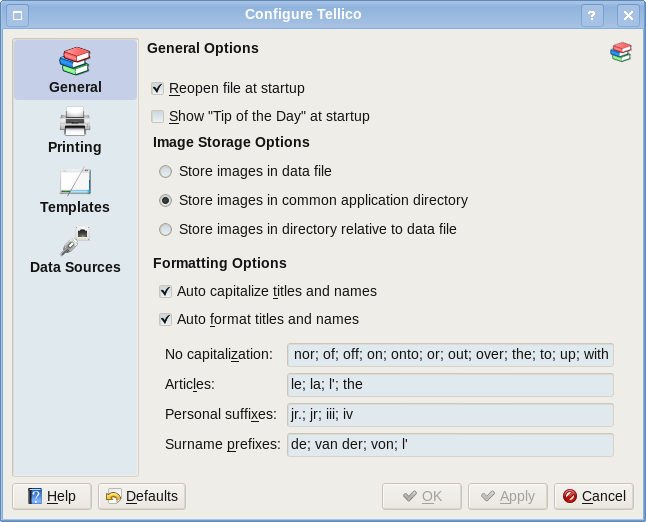 Configure Tellico
?
General
Printing
Templates
Data Sources
General Options
Reopen file at startup
Show "Tip of the Day" at startup
Image Storage Options
Store images in data file
Store images in common application directory
Store images in directory relative to data file
Formatting Options
Auto capitalize titles and names
Auto format titles and names
No capitalization: nor; of; off; on; onto; or; out; over; the; to; up; with
Articles: le; la; l'; the
Personal suffixes: jr.; jr; iii; iv
Surname prefixes: de; van der; von; l'
? Help Defaults OK Apply Cancel